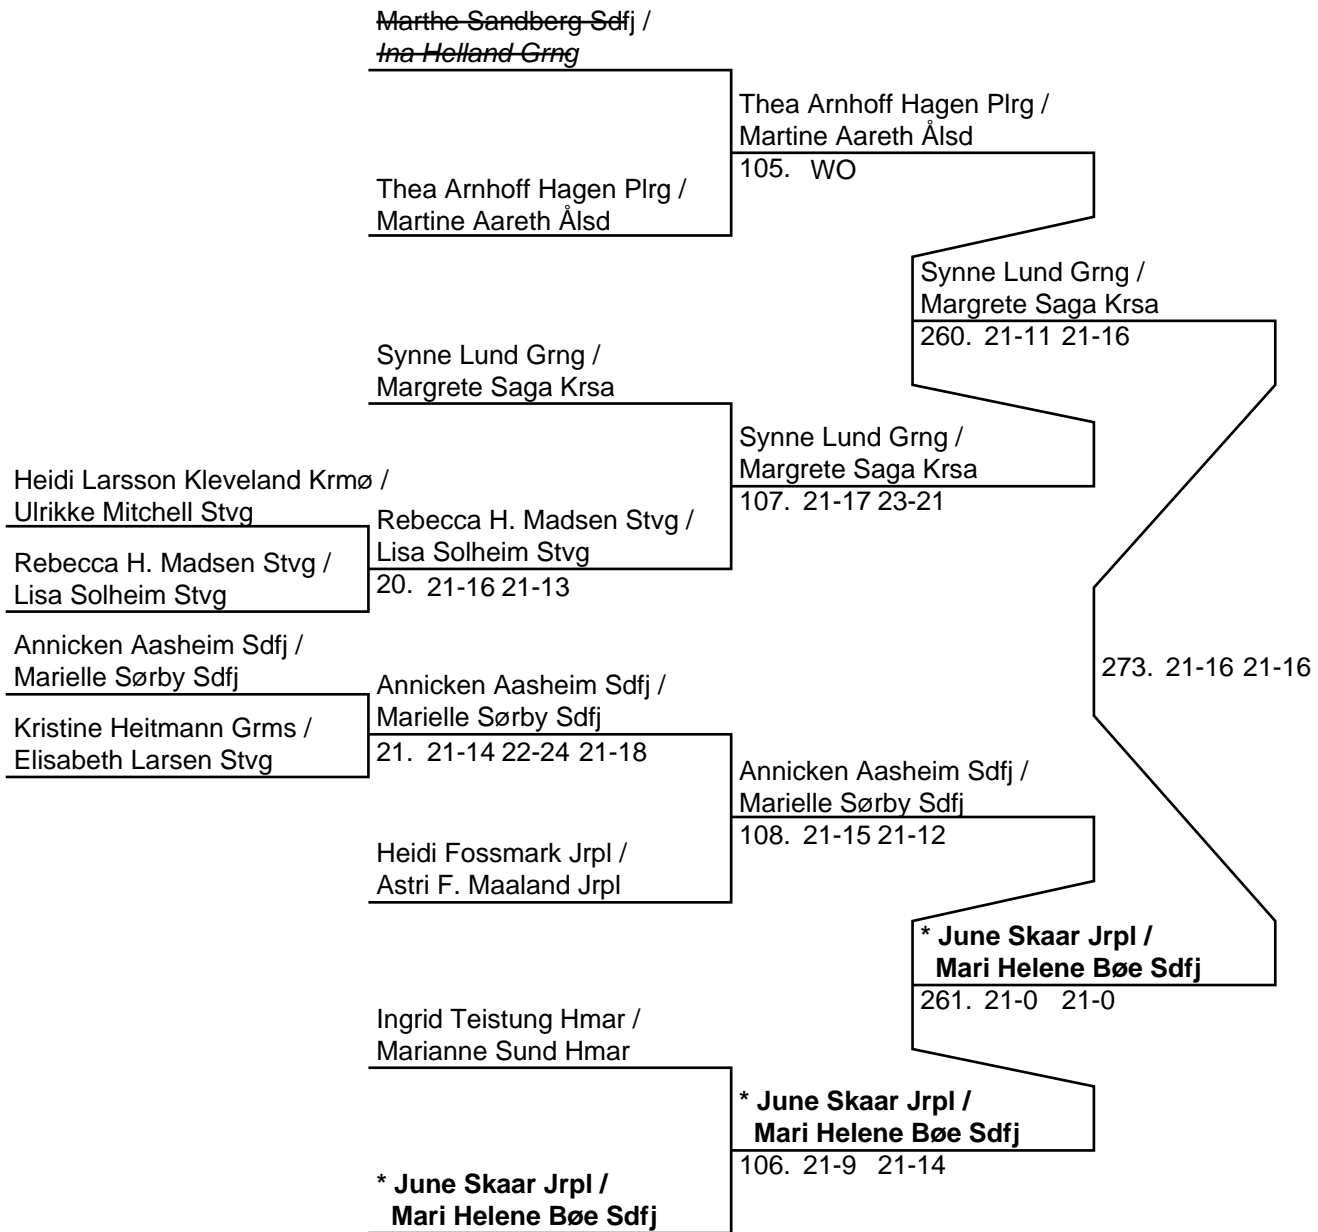 Marthe Sandberg Sdfj /
Ina Helland Grng
Thea Arnhoff Hagen Plrg /
Martine Aareth Ålsd
105. WO
Thea Arnhoff Hagen Plrg /
Martine Aareth Ålsd
Synne Lund Grng /
Margrete Saga Krsa
260. 21-11 21-16
Synne Lund Grng /
Margrete Saga Krsa
Synne Lund Grng /
Margrete Saga Krsa
107. 21-17 23-21
Heidi Larsson Kleveland Krmø /
Ulrikke Mitchell Stvg
Rebecca H. Madsen Stvg /
Lisa Solheim Stvg
20. 21-16 21-13
Rebecca H. Madsen Stvg /
Lisa Solheim Stvg
Annicken Aasheim Sdfj /
Marielle Sørby Sdfj
273. 21-16 21-16
Annicken Aasheim Sdfj /
Marielle Sørby Sdfj
21. 21-14 22-24 21-18
Kristine Heitmann Grms /
Elisabeth Larsen Stvg
Annicken Aasheim Sdfj /
Marielle Sørby Sdfj
108. 21-15 21-12
Heidi Fossmark Jrpl /
Astri F. Maaland Jrpl
* June Skaar Jrpl /
Mari Helene Bøe Sdfj
261. 21-0 21-0
Ingrid Teistung Hmar /
Marianne Sund Hmar
* June Skaar Jrpl /
Mari Helene Bøe Sdfj
106. 21-9 21-14
* June Skaar Jrpl /
Mari Helene Bøe Sdfj